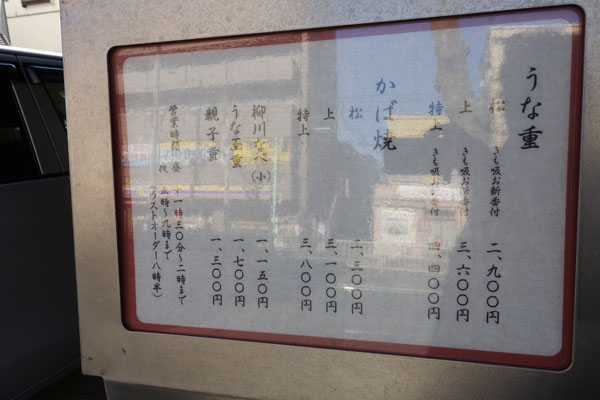 うな重
松 きも吸お新香付 二、九〇〇円
上 きも吸お新香付 三、六〇〇円
特上 きも吸お新香付 四、四〇〇円
かば焼
松 二、三〇〇円
上 三、一〇〇円
特上 三、八〇〇円
柳川なべ(小) 一、一五〇円
うな玉重 一、七〇〇円
親子重 一、三〇〇円
営業時間 昼 十一時三〇分〜二時まで
夜 五時〜九時まで
(ラストオーダー八時半)